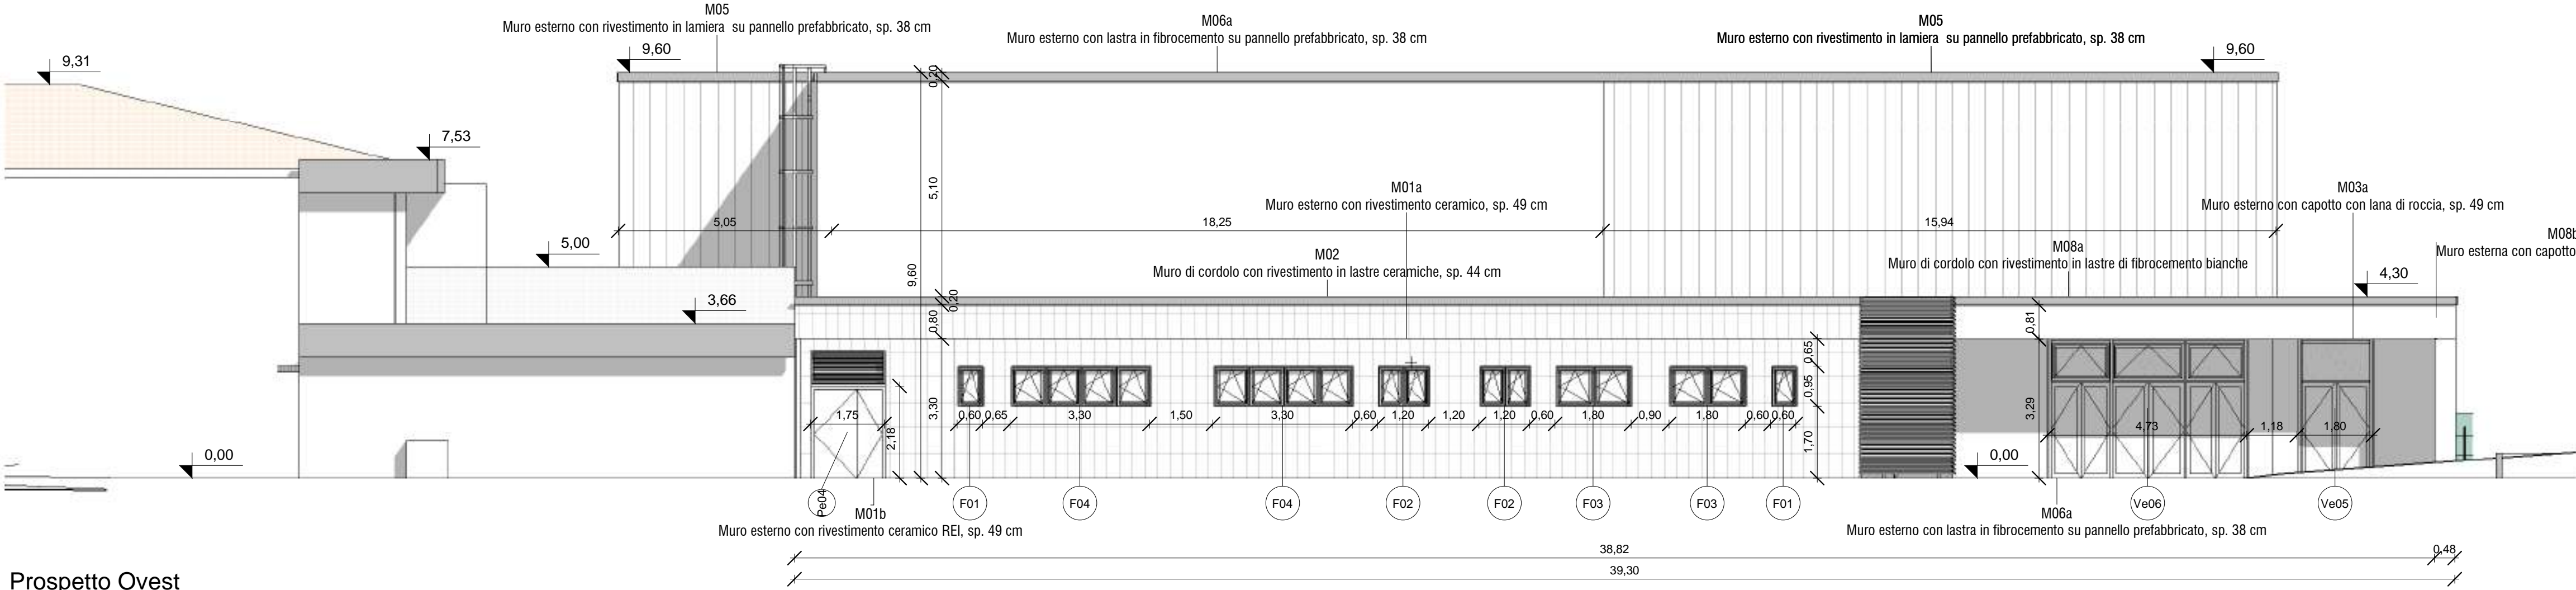 M05
Muro esterno con rivestimento in lamiera su pannello prefabbricato, sp. 38 cm
M06a
Muro esterno con lastra in fibrocemento su pannello prefabbricato, sp. 38 cm
M05
Muro esterno con rivestimento in lamiera su pannello prefabbricato, sp. 38 cm
9,31
9,60
9,60
0,20
7,53
5,10
M01a
Muro esterno con rivestimento ceramico, sp. 49 cm
M03a
Muro esterno con capotto con lana di roccia, sp. 49 cm
5,05
18,25
15,94
5,00
M02
Muro di cordolo con rivestimento in lastre ceramiche, sp. 44 cm
M08a
Muro di cordolo con rivestimento in lastre di fibrocemento bianche
M08b
Muro esterna con capotto
9,60
4,30
3,66
0,20
0,80
0,81
0,65
0,95
3,30
3,29
1,75
2,18
0,60 0,65 3,30 1,50 3,30 0,60 1,20 1,20 1,20 0,60 1,80 0,90 1,80 0,60 0,60
1,70
4,73 1,18 1,80
0,00
0,00
Pe04 F01 F04 F04 F02 F02 F03 F03 F01 Ve06 Ve05
M01b
Muro esterno con rivestimento ceramico REI, sp. 49 cm
M06a
Muro esterno con lastra in fibrocemento su pannello prefabbricato, sp. 38 cm
38,82 0,48
39,30
Prospetto Ovest